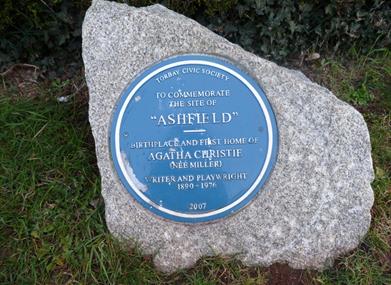 TORBAY CIVIC SOCIETY
TO COMMEMORATE
THE SITE OF
"ASHFIELD"
BIRTHPLACE AND FIRST HOME OF
AGATHA CHRISTIE
(NÉE MILLER)
WRITER AND PLAYWRIGHT
1890-1976
2007